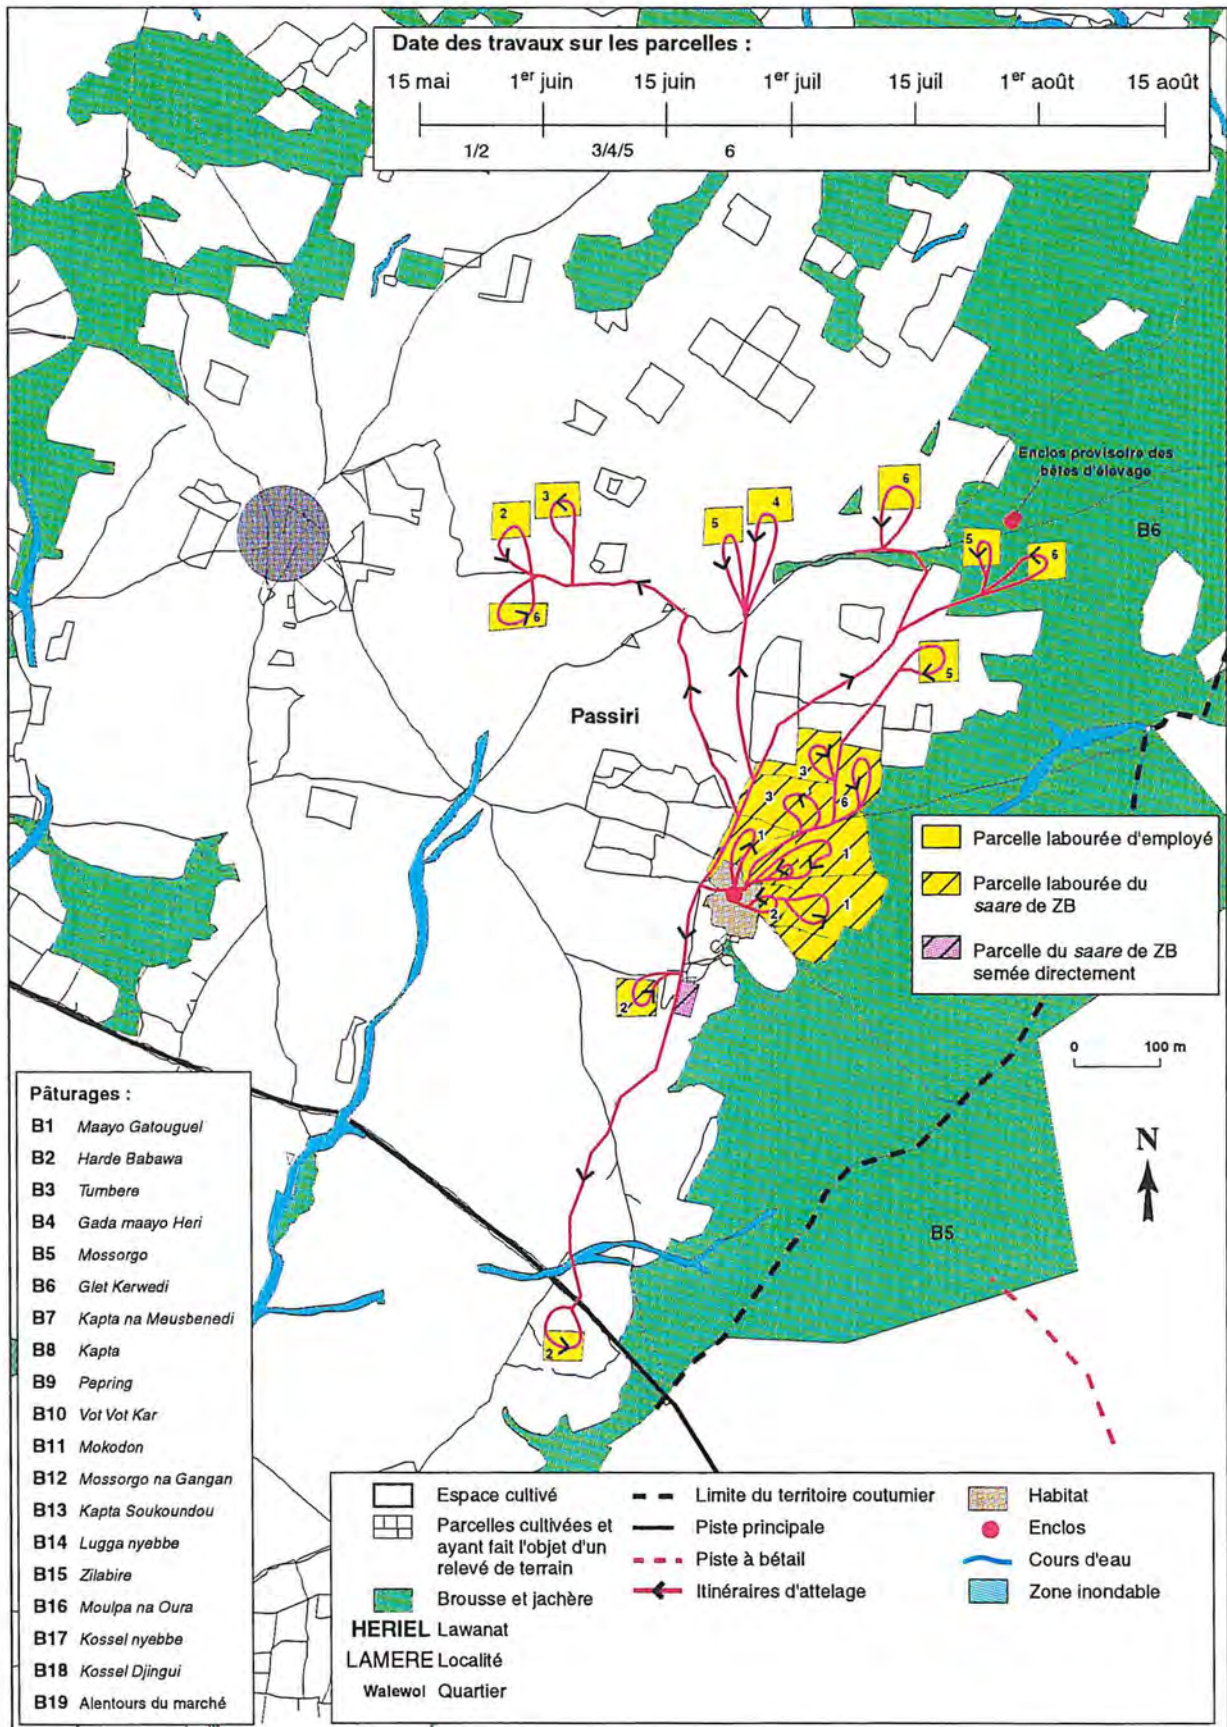 Date des travaux sur les parcelles :
15 mai 1er juin 15 juin 1er juil 15 juil 1er août 15 août
1/2 3/4/5 6
Enclos provisoire des
bêtes d'élevage
B6
6
3
2
5
4
5
6
6
5
Passiri
3
3
6
1
1
1
2
2
2
B5
Parcelle labourée d'employé
Parcelle labourée du
saare de ZB
Parcelle du saare de ZB
semée directement
0 100 m
N
Pâturages :
B1 Maayo Gatouguel
B2 Harde Babawa
B3 Tumbere
B4 Gada maayo Heri
B5 Mossorgo
B6 Glet Kerwedi
B7 Kapta na Meusbenedi
B8 Kapta
B9 Pepring
B10 Vot Vot Kar
B11 Mokodon
B12 Mossorgo na Gangan
B13 Kapta Soukoundou
B14 Lugga nyebbe
B15 Zilabire
B16 Moulpa na Oura
B17 Kossel nyebbe
B18 Kossel Djingui
B19 Alentours du marché
Espace cultivé
Parcelles cultivées et
ayant fait l'objet d'un
relevé de terrain
Brousse et jachère
HERIEL Lawanat
LAMERE Localité
Walewol Quartier
Limite du territoire coutumier
Piste principale
Piste à bétail
Itinéraires d'attelage
Habitat
Enclos
Cours d'eau
Zone inondable